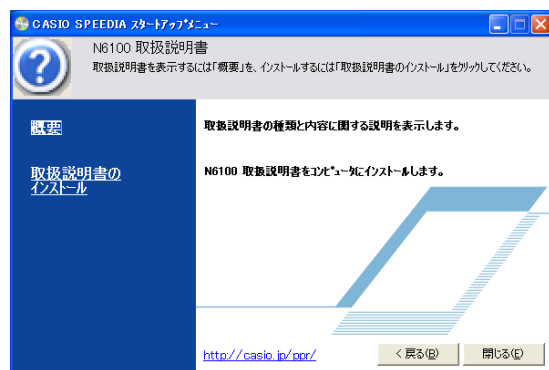 CASIO SPEEDIA ｽﾀｰﾄｱｯﾌﾟﾒﾆｭｰ
N6100 取扱説明書
取扱説明書を表示するには「概要」を、インストールするには「取扱説明書のインストール」をクリックしてください。
概要
取扱説明書の種類と内容に関する説明を表示します。
取扱説明書の
インストール
N6100 取扱説明書をｺﾝﾋﾟｭｰﾀにｲﾝｽﾄｰﾙします。
http://casio.jp/ppr/
< 戻る(B)
閉じる(E)